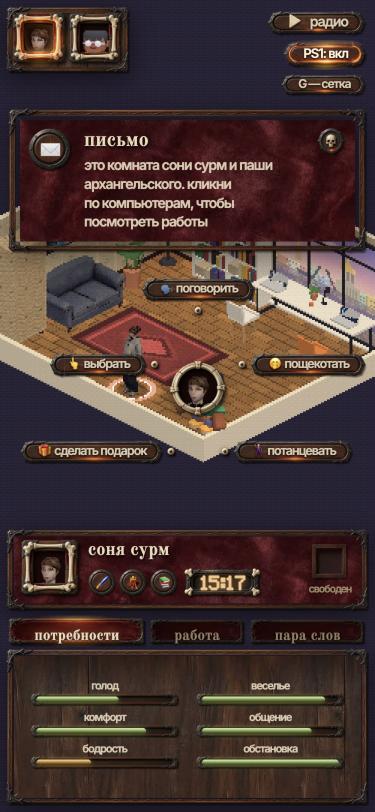 радио
PS1: вкл
G — сетка
письмо
это комната сони сурм и паши
архангельского. кликни
по компьютерам, чтобы
посмотреть работы
поговорить
выбрать
пощекотать
сделать подарок
потанцевать
соня сурм
15:17
свободен
потребности
работа
пара слов
голод
веселье
комфорт
общение
бодрость
обстановка